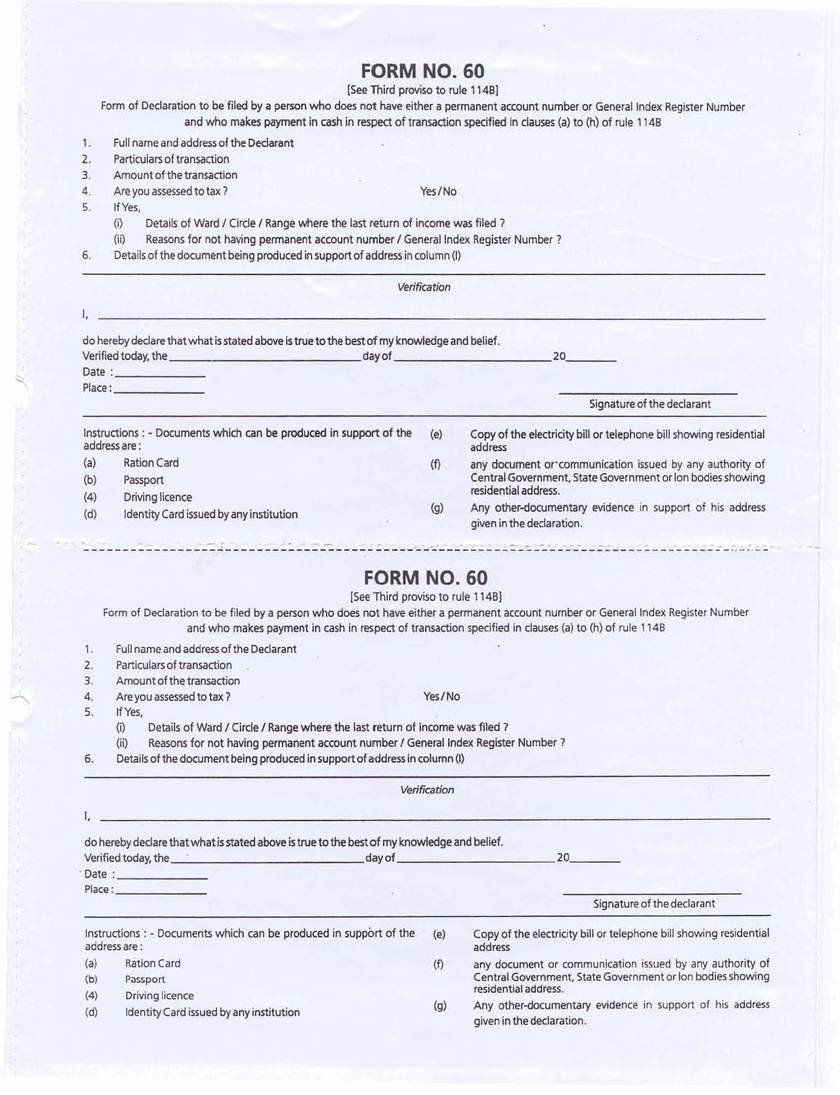 FORM NO. 60
[See Third proviso to rule 114B]
Form of Declaration to be filed by a person who does not have either a permanent account number or General Index Register Number
and who makes payment in cash in respect of transaction specified in clauses (a) to (h) of rule 114B
1. Full name and address of the Declarant
2. Particulars of transaction
3. Amount of the transaction
4. Are you assessed to tax ? Yes / No
5. If Yes,
(i) Details of Ward / Circle / Range where the last return of income was filed ?
(ii) Reasons for not having permanent account number / General Index Register Number ?
6. Details of the document being produced in support of address in column (I)
Verification
I,
do hereby declare that what is stated above is true to the best of my knowledge and belief.
Verified today, the ____ day of ____ 20____
Date :
Place :
Signature of the declarant
Instructions : - Documents which can be produced in support of the
address are :
(a) Ration Card
(b) Passport
(4) Driving licence
(d) Identity Card issued by any institution
(e) Copy of the electricity bill or telephone bill showing residential
address
(f) any document or communication issued by any authority of
Central Government, State Government or Ion bodies showing
residential address.
(g) Any other-documentary evidence in support of his address
given in the declaration.
FORM NO. 60
[See Third proviso to rule 114B]
Form of Declaration to be filed by a person who does not have either a permanent account number or General Index Register Number
and who makes payment in cash in respect of transaction specified in clauses (a) to (h) of rule 114B
1. Full name and address of the Declarant
2. Particulars of transaction
3. Amount of the transaction
4. Are you assessed to tax ? Yes / No
5. If Yes,
(i) Details of Ward / Circle / Range where the last return of income was filed ?
(ii) Reasons for not having permanent account number / General Index Register Number ?
6. Details of the document being produced in support of address in column (I)
Verification
I,
do hereby declare that what is stated above is true to the best of my knowledge and belief.
Verified today, the ____ day of ____ 20____
Date :
Place :
Signature of the declarant
Instructions : - Documents which can be produced in support of the
address are :
(a) Ration Card
(b) Passport
(4) Driving licence
(d) Identity Card issued by any institution
(e) Copy of the electricity bill or telephone bill showing residential
address
(f) any document or communication issued by any authority of
Central Government, State Government or Ion bodies showing
residential address.
(g) Any other-documentary evidence in support of his address
given in the declaration.